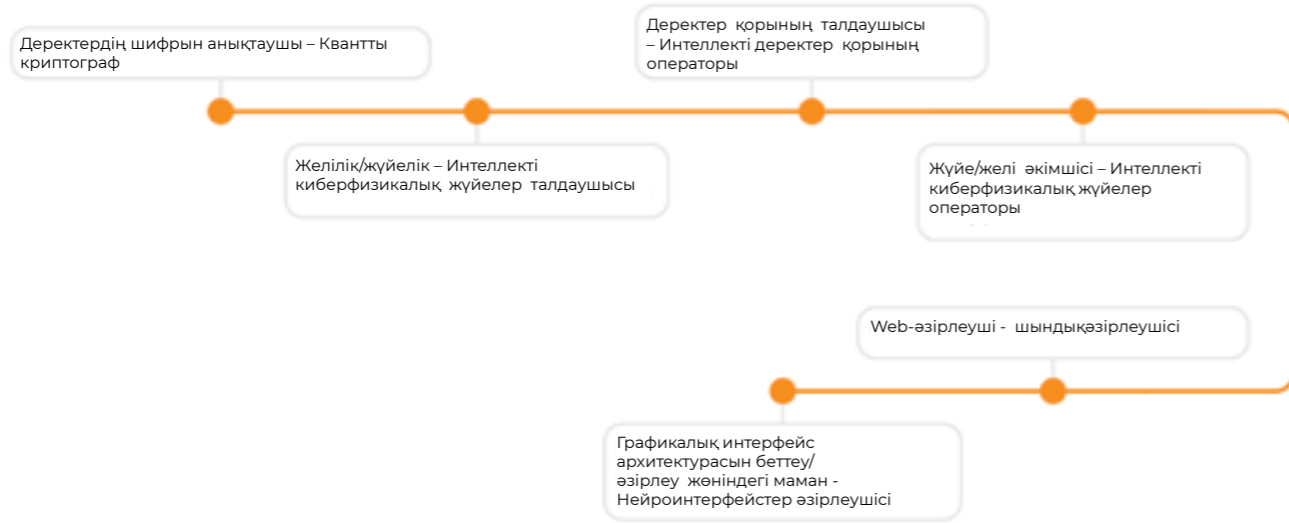 Деректердің шифрын анықтаушы – Квантты
криптограф
Деректер қорының талдаушысы
– Интеллекті деректер қорының
операторы
Желілік/жүйелік – Интеллекті
киберфизикалық жүйелер талдаушысы
Жүйе/желі әкімшісі – Интеллекті
киберфизикалық жүйелер
операторы
Web-әзірлеуші - шындықәзірлеушісі
Графикалық интерфейс
архитектурасын беттеу/
әзірлеу жөніндегі маман -
Нейроинтерфейстер әзірлеушісі